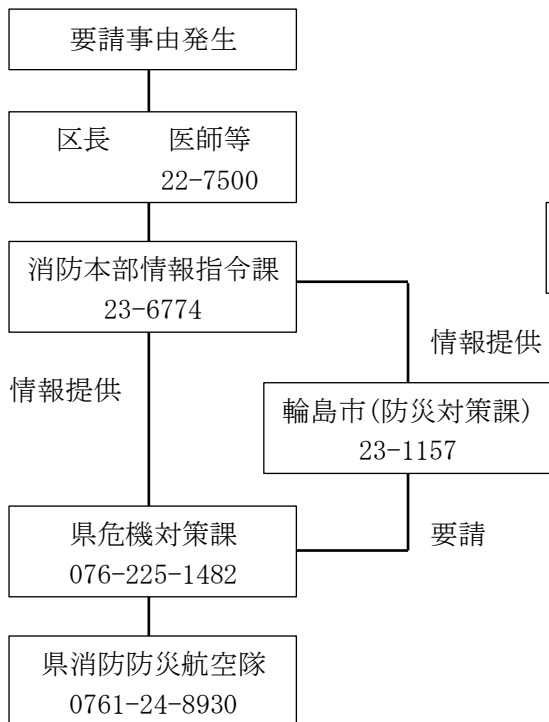 要請事由発生
区長　　医師等
22-7500
消防本部情報指令課
23-6774
情報提供
情報提供
輪島市(防災対策課)
23-1157
県危機対策課
076-225-1482
要請
県消防防災航空隊
0761-24-8930